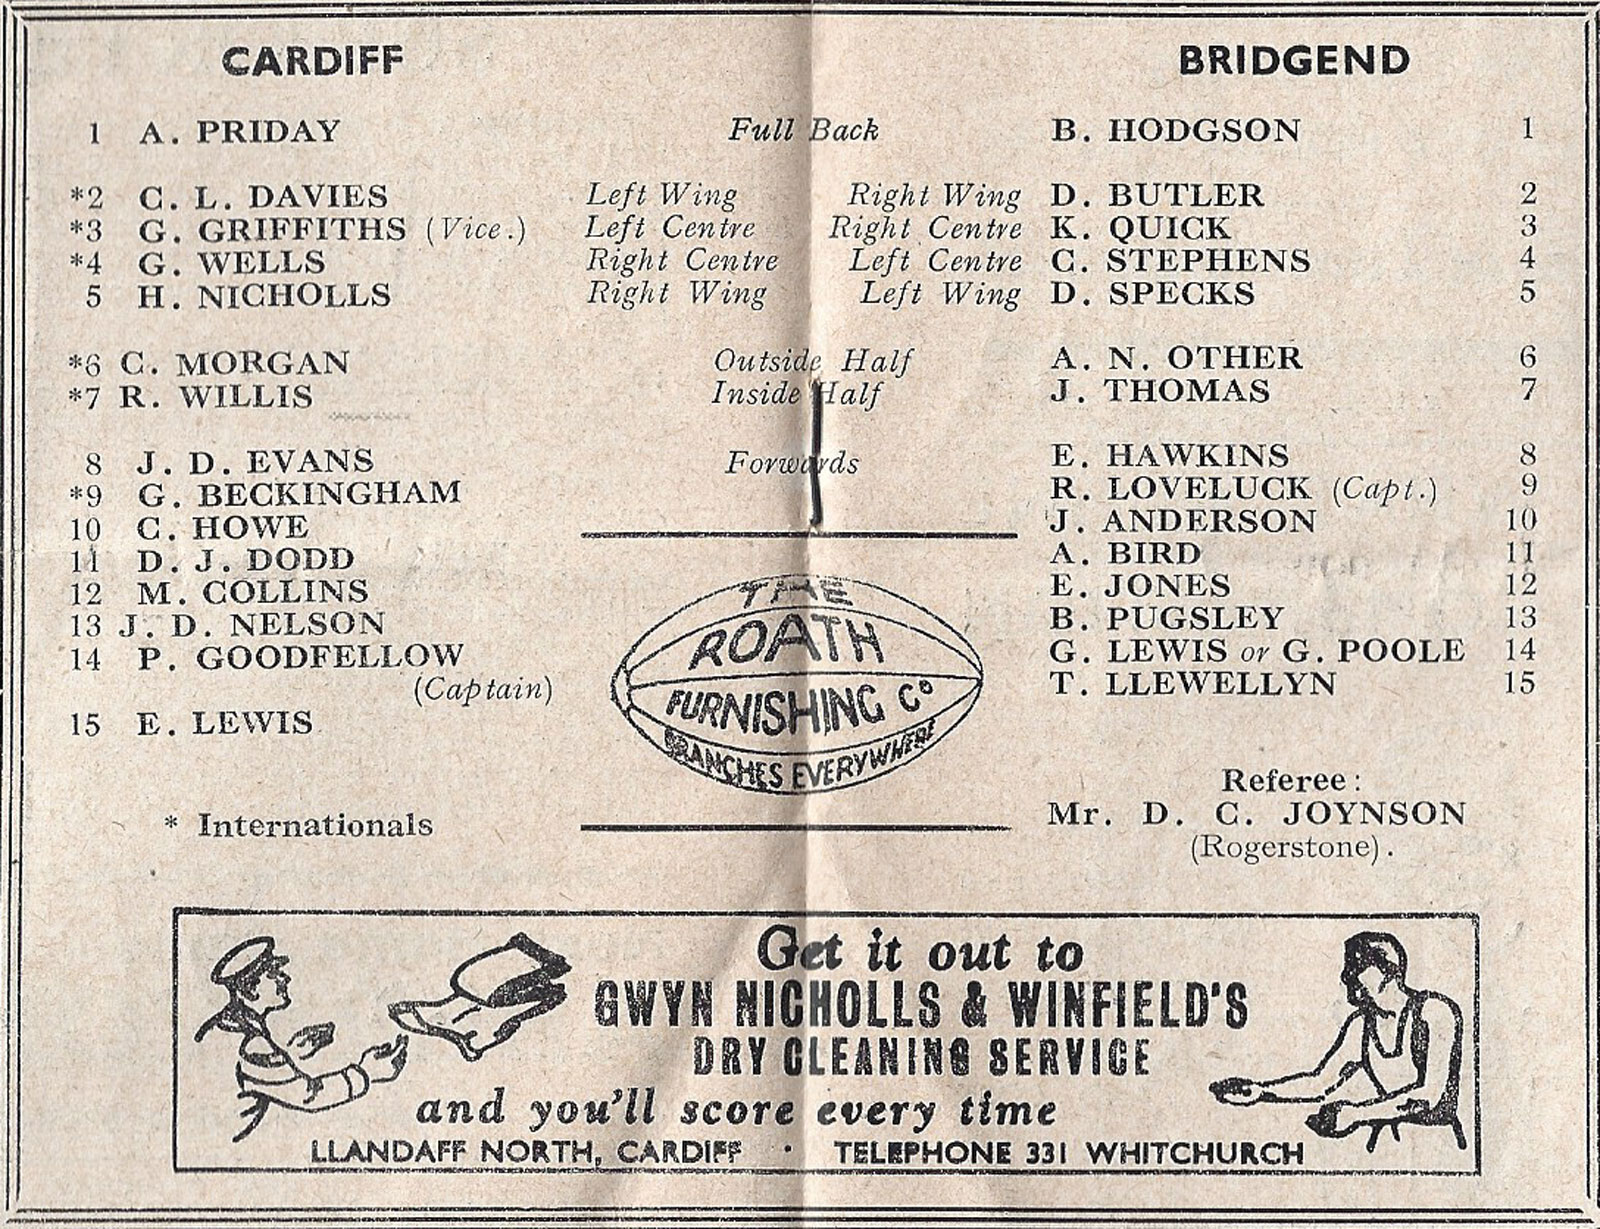 CARDIFF BRIDGEND
1 A. PRIDAY Full Back B. HODGSON 1
*2 C. L. DAVIES Left Wing Right Wing D. BUTLER 2
*3 G. GRIFFITHS (Vice.) Left Centre Right Centre K. QUICK 3
*4 G. WELLS Right Centre Left Centre C. STEPHENS 4
5 H. NICHOLLS Right Wing Left Wing D. SPECKS 5
*6 C. MORGAN Outside Half A. N. OTHER 6
*7 R. WILLIS Inside Half J. THOMAS 7
8 J. D. EVANS Forwards E. HAWKINS 8
*9 G. BECKINGHAM R. LOVELUCK (Capt.) 9
10 C. HOWE J. ANDERSON 10
11 D. J. DODD A. BIRD 11
12 M. COLLINS E. JONES 12
13 J. D. NELSON B. PUGSLEY 13
14 P. GOODFELLOW G. LEWIS or G. POOLE 14
(Captain) T. LLEWELLYN 15
15 E. LEWIS
THE
ROATH
FURNISHING Co
BRANCHES EVERYWHERE
* Internationals
Referee:
Mr. D. C. JOYNSON
(Rogerstone).
Get it out to
GWYN NICHOLLS & WINFIELD'S
DRY CLEANING SERVICE
and you'll score every time
LLANDAFF NORTH, CARDIFF · TELEPHONE 331 WHITCHURCH